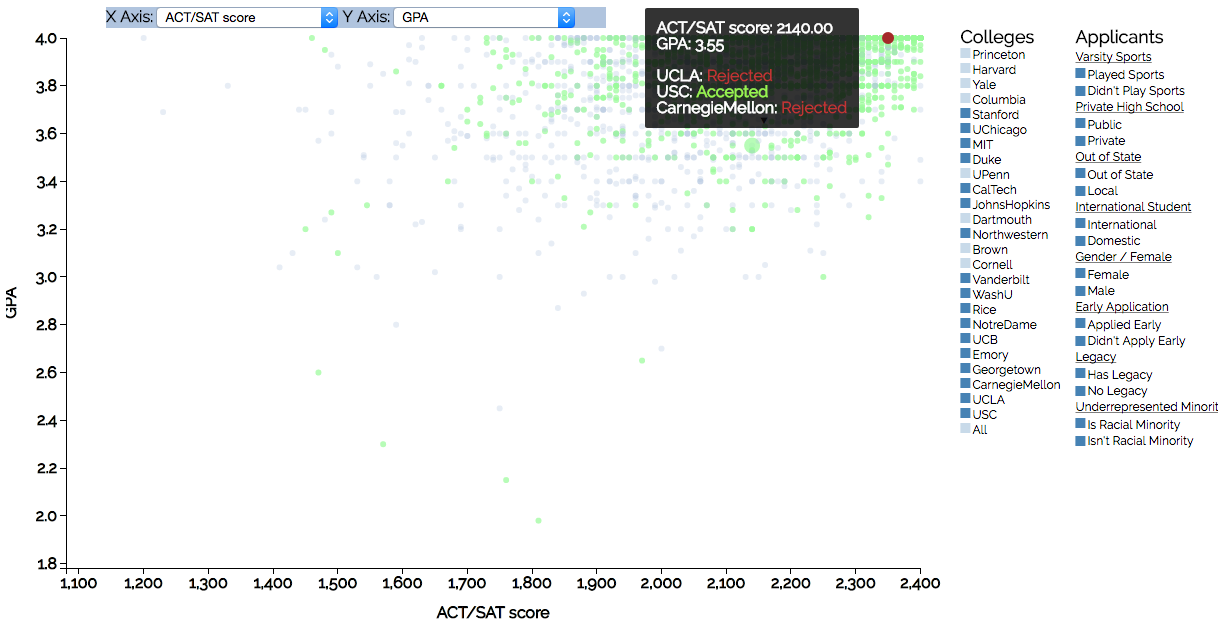 X Axis: ACT/SAT score Y Axis: GPA
ACT/SAT score: 2140.00
GPA: 3.55
UCLA: Rejected
USC: Accepted
CarnegieMellon: Rejected
4.0
3.8
3.6
3.4
3.2
3.0
2.8
2.6
2.4
2.2
2.0
1.8
GPA
1,100 1,200 1,300 1,400 1,500 1,600 1,700 1,800 1,900 2,000 2,100 2,200 2,300 2,400
ACT/SAT score
Colleges
Princeton
Harvard
Yale
Columbia
Stanford
UChicago
MIT
Duke
UPenn
CalTech
JohnsHopkins
Dartmouth
Northwestern
Brown
Cornell
Vanderbilt
WashU
Rice
NotreDame
UCB
Emory
Georgetown
CarnegieMellon
UCLA
USC
All
Applicants
Varsity Sports
Played Sports
Didn't Play Sports
Private High School
Public
Private
Out of State
Out of State
Local
International Student
International
Domestic
Gender / Female
Female
Male
Early Application
Applied Early
Didn't Apply Early
Legacy
Has Legacy
No Legacy
Underrepresented Minorit
Is Racial Minority
Isn't Racial Minority